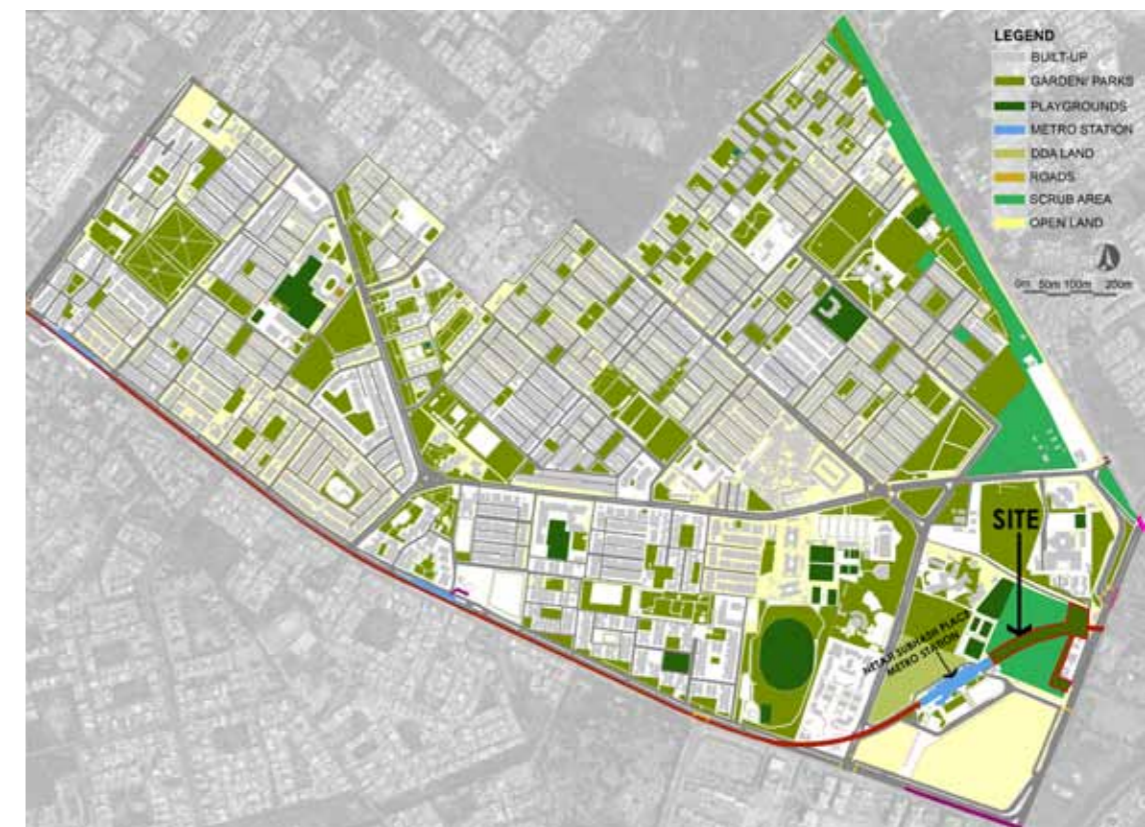 LEGEND
BUILT-UP
GARDEN/ PARKS
PLAYGROUNDS
METRO STATION
DDA LAND
ROADS
SCRUB AREA
OPEN LAND
0m 50m 100m 200m
SITE
NETAJI SUBHASH PLACE
METRO STATION